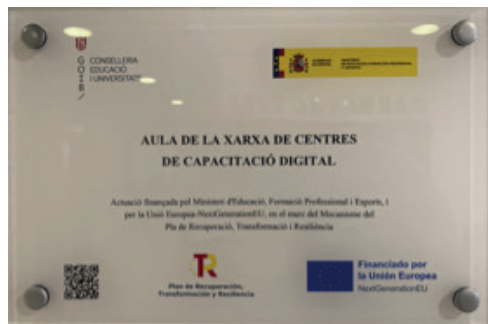 G
O
I
B
CONSELLERIA
EDUCACIÓ
I UNIVERSITATS
AULA DE LA XARXA DE CENTRES
DE CAPACITACIÓ DIGITAL
Actuació finançada pel Ministeri d'Educació, Formació Professional i Esports, i
per la Unió Europea-NextGenerationEU, en el marc del Mecanisme del
Pla de Recuperació, Transformació i Resiliència
Plan de Recuperación,
Transformación y Resiliencia
Financiado por
la Unión Europea
NextGenerationEU